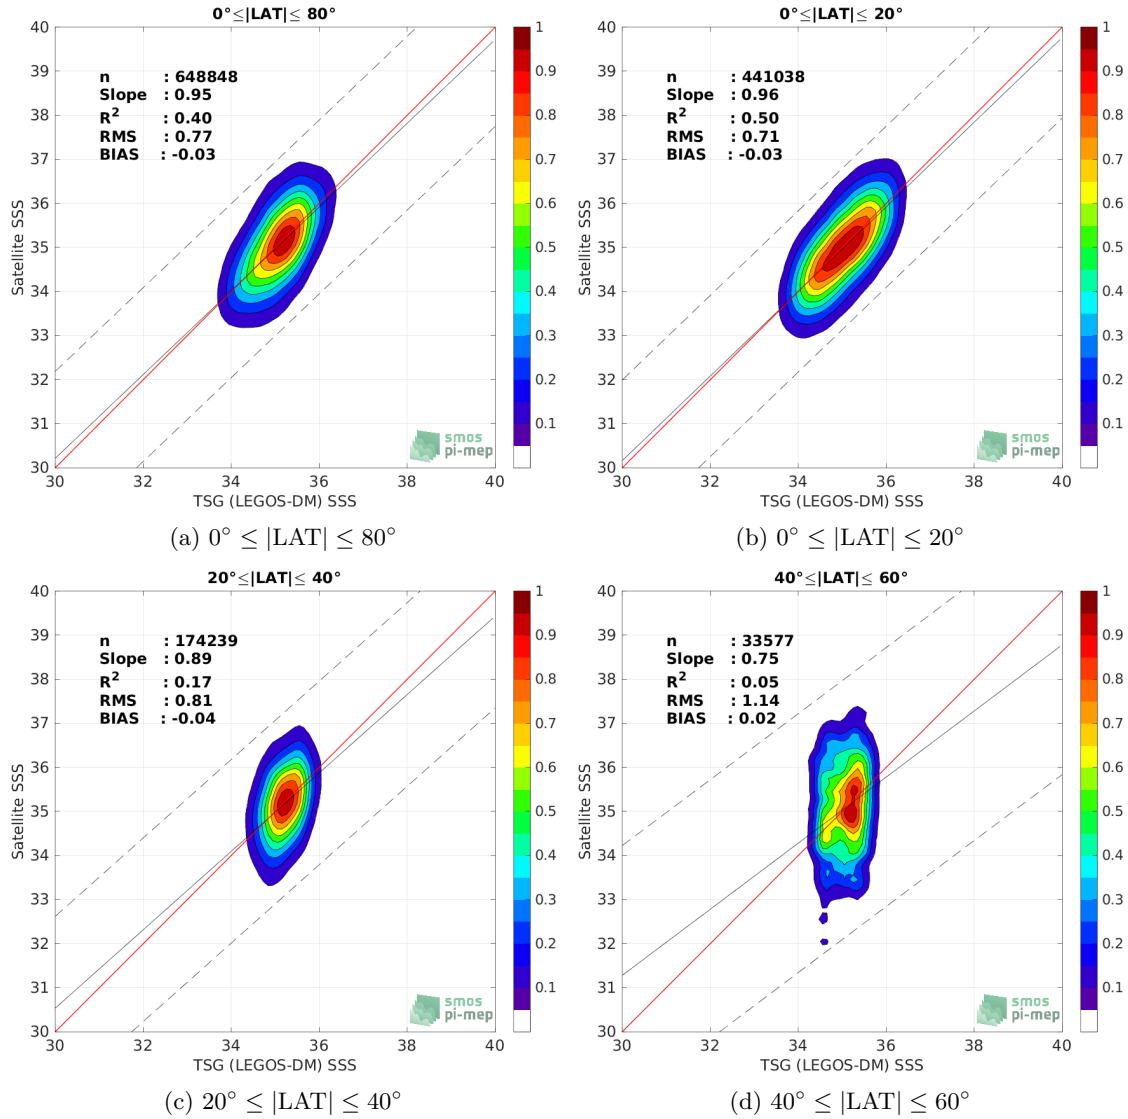 0°≤|LAT|≤ 80°
n : 648848
Slope : 0.95
R² : 0.40
RMS : 0.77
BIAS : -0.03
Satellite SSS
40
39
38
37
36
35
34
33
32
31
30
30 32 34 36 38 40
TSG (LEGOS-DM) SSS
1
0.9
0.8
0.7
0.6
0.5
0.4
0.3
0.2
0.1
smos
pi-mep
(a) 0° ≤ |LAT| ≤ 80°
0°≤|LAT|≤ 20°
n : 441038
Slope : 0.96
R² : 0.50
RMS : 0.71
BIAS : -0.03
Satellite SSS
40
39
38
37
36
35
34
33
32
31
30
30 32 34 36 38 40
TSG (LEGOS-DM) SSS
1
0.9
0.8
0.7
0.6
0.5
0.4
0.3
0.2
0.1
smos
pi-mep
(b) 0° ≤ |LAT| ≤ 20°
20°≤|LAT|≤ 40°
n : 174239
Slope : 0.89
R² : 0.17
RMS : 0.81
BIAS : -0.04
Satellite SSS
40
39
38
37
36
35
34
33
32
31
30
30 32 34 36 38 40
TSG (LEGOS-DM) SSS
1
0.9
0.8
0.7
0.6
0.5
0.4
0.3
0.2
0.1
smos
pi-mep
(c) 20° ≤ |LAT| ≤ 40°
40°≤|LAT|≤ 60°
n : 33577
Slope : 0.75
R² : 0.05
RMS : 1.14
BIAS : 0.02
Satellite SSS
40
39
38
37
36
35
34
33
32
31
30
30 32 34 36 38 40
TSG (LEGOS-DM) SSS
1
0.9
0.8
0.7
0.6
0.5
0.4
0.3
0.2
0.1
smos
pi-mep
(d) 40° ≤ |LAT| ≤ 60°